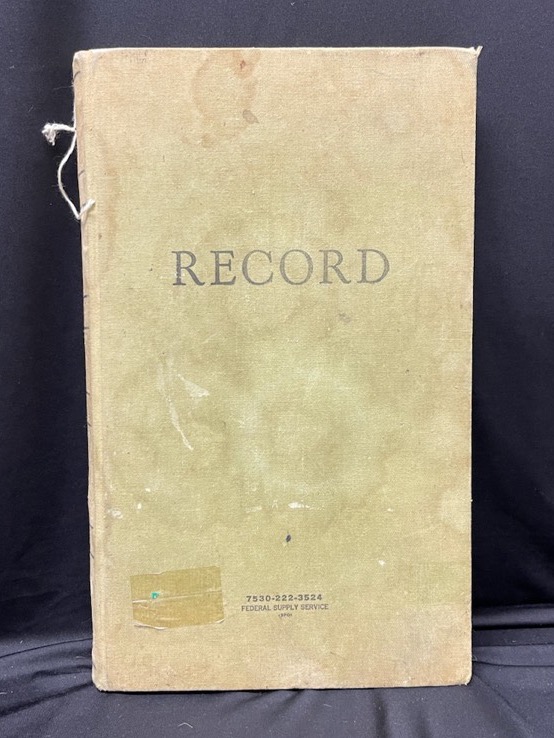 RECORD
7530-222-3524
FEDERAL SUPPLY SERVICE